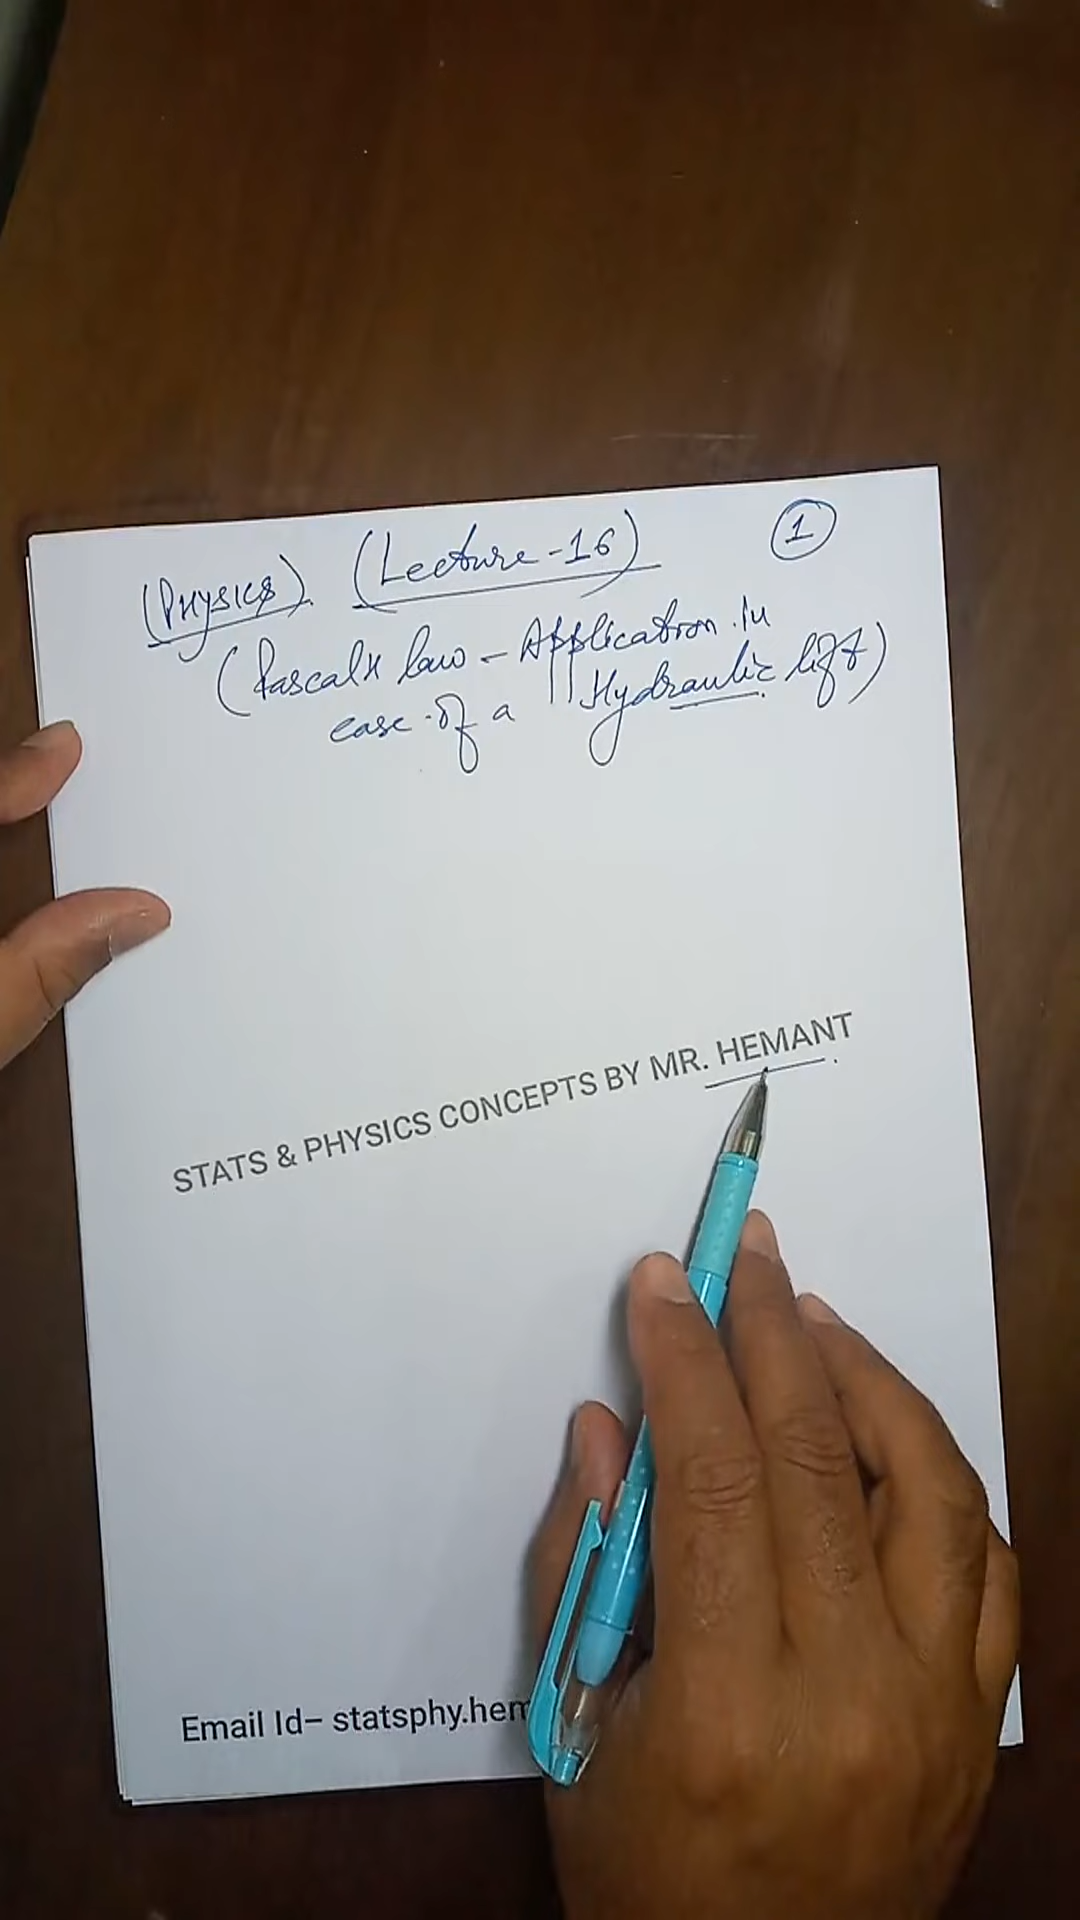 (Physics) (Lecture-16) 1
(Pascal's law - Application in
case of a Hydraulic lift)
STATS & PHYSICS CONCEPTS BY MR. HEMANT
Email Id- statsphy.hem